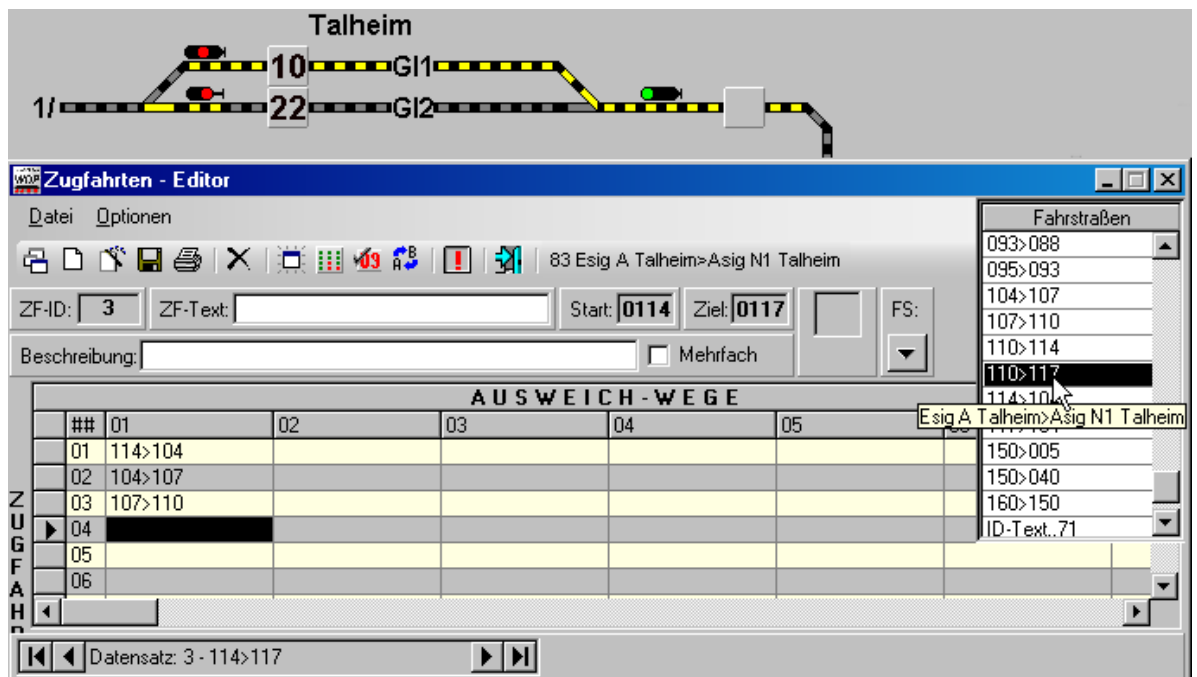 Talheim
10 Gl1
1/ 22 Gl2
Zugfahrten - Editor
Datei Optionen
83 Esig A Talheim>Asig N1 Talheim
ZF-ID: 3 ZF-Text: Start: 0114 Ziel: 0117 FS:
Beschreibung: Mehrfach
Fahrstraßen
093>088
095>093
104>107
107>110
110>114
110>117
Esig A Talheim>Asig N1 Talheim
150>005
150>040
160>150
ID-Text..71
AUSWEICH-WEGE
## 01 02 03 04 05
01 114>104
02 104>107
03 107>110
04
05
06
ZUGFAH
Datensatz: 3 - 114>117